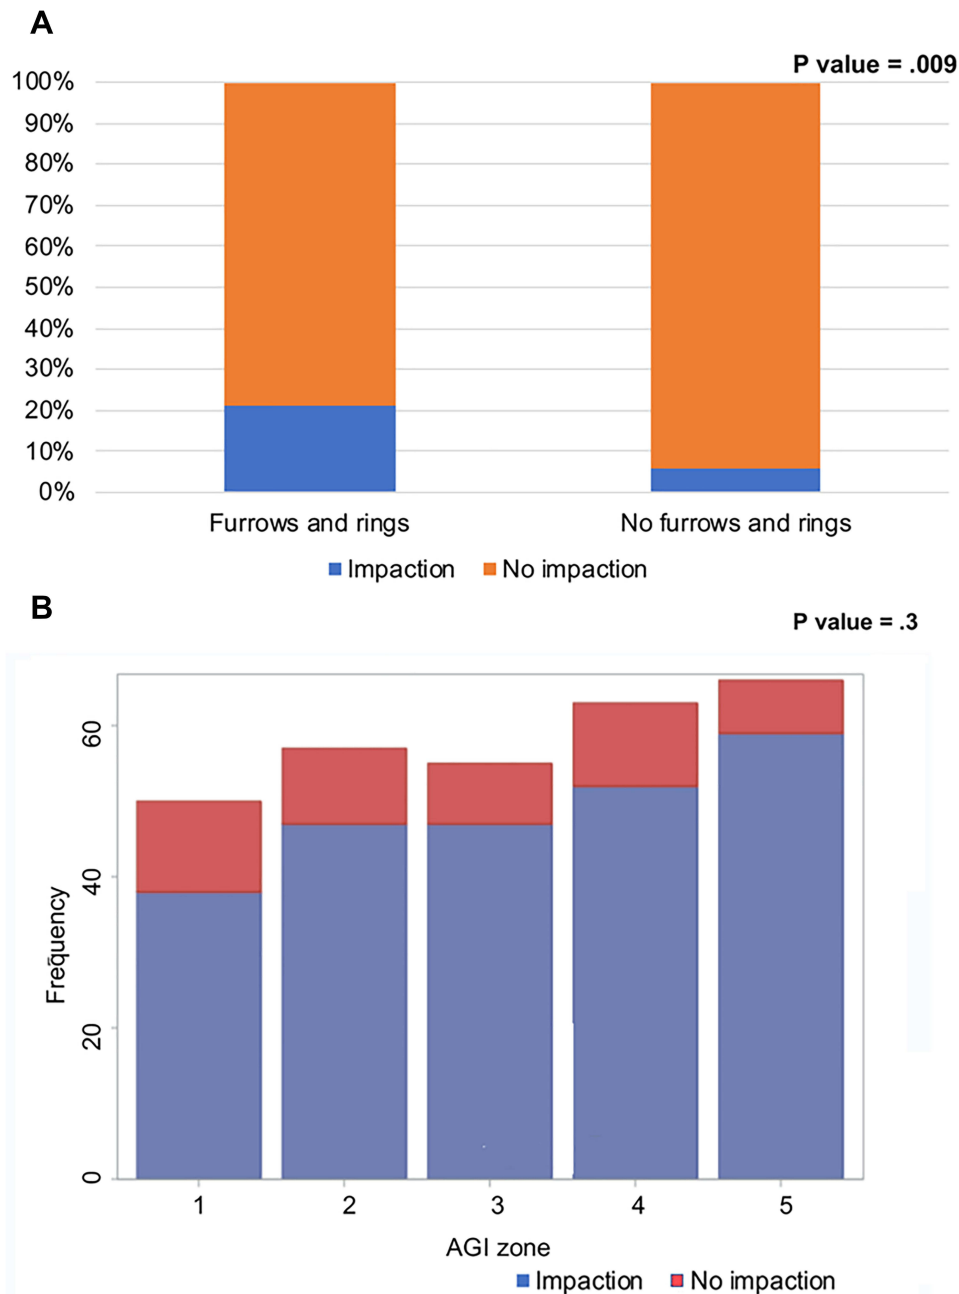 A
P value = .009
100%
90%
80%
70%
60%
50%
40%
30%
20%
10%
0%
Furrows and rings No furrows and rings
Impaction No impaction
B
P value = .3
Frequency
60
40
20
0
1 2 3 4 5
AGI zone
Impaction No impaction